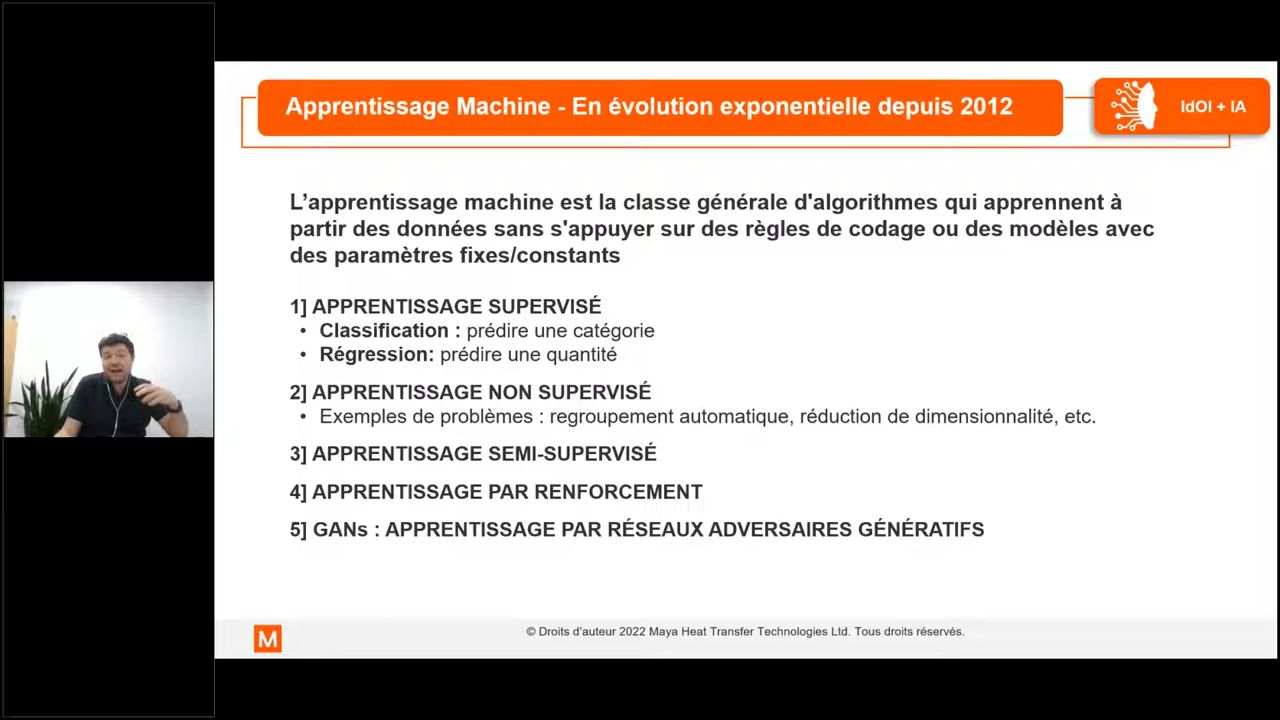 Apprentissage Machine - En évolution exponentielle depuis 2012
IdOI + IA
L’apprentissage machine est la classe générale d'algorithmes qui apprennent à
partir des données sans s'appuyer sur des règles de codage ou des modèles avec
des paramètres fixes/constants
1] APPRENTISSAGE SUPERVISÉ
• Classification : prédire une catégorie
• Régression: prédire une quantité
2] APPRENTISSAGE NON SUPERVISÉ
• Exemples de problèmes : regroupement automatique, réduction de dimensionnalité, etc.
3] APPRENTISSAGE SEMI-SUPERVISÉ
4] APPRENTISSAGE PAR RENFORCEMENT
5] GANs : APPRENTISSAGE PAR RÉSEAUX ADVERSAIRES GÉNÉRATIFS
M
© Droits d’auteur 2022 Maya Heat Transfer Technologies Ltd. Tous droits réservés.